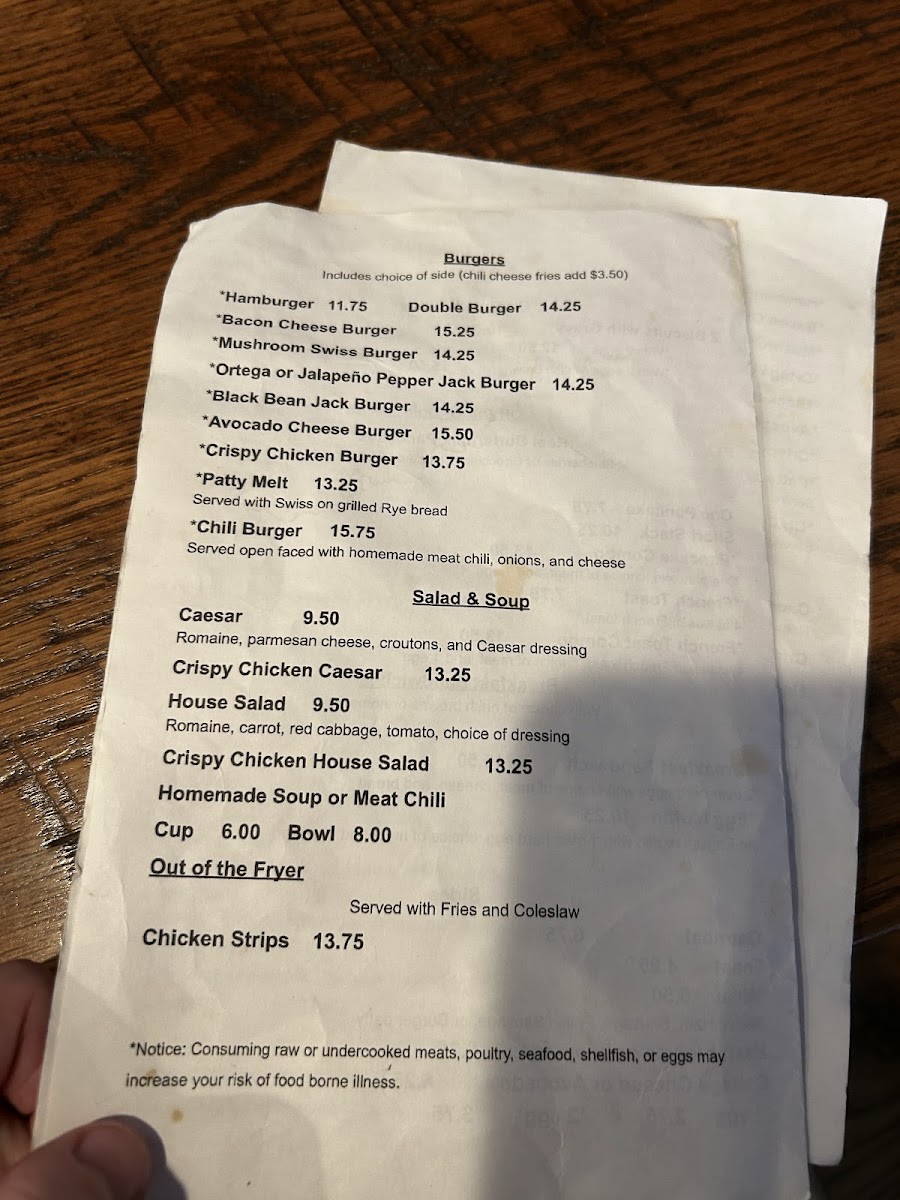 Burgers
Includes choice of side (chili cheese fries add $3.50)
*Hamburger 11.75 Double Burger 14.25
*Bacon Cheese Burger 15.25
*Mushroom Swiss Burger 14.25
*Ortega or Jalapeño Pepper Jack Burger 14.25
*Black Bean Jack Burger 14.25
*Avocado Cheese Burger 15.50
*Crispy Chicken Burger 13.75
*Patty Melt 13.25
Served with Swiss on grilled Rye bread
*Chili Burger 15.75
Served open faced with homemade meat chili, onions, and cheese
Salad & Soup
Caesar 9.50
Romaine, parmesan cheese, croutons, and Caesar dressing
Crispy Chicken Caesar 13.25
House Salad 9.50
Romaine, carrot, red cabbage, tomato, choice of dressing
Crispy Chicken House Salad 13.25
Homemade Soup or Meat Chili
Cup 6.00 Bowl 8.00
Out of the Fryer
Served with Fries and Coleslaw
Chicken Strips 13.75
*Notice: Consuming raw or undercooked meats, poultry, seafood, shellfish, or eggs may
increase your risk of food borne illness.